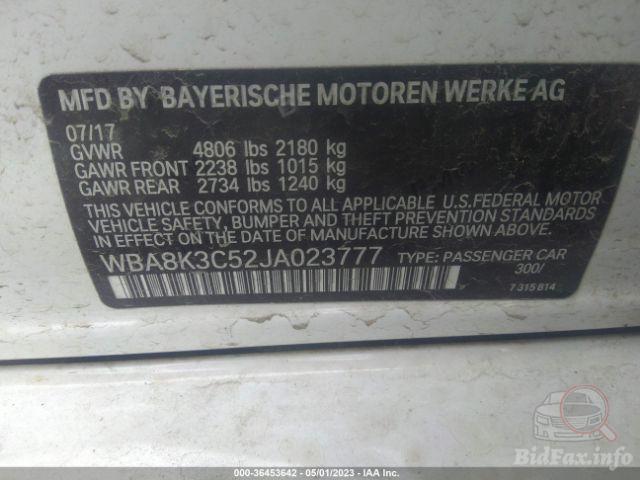 MFD BY BAYERISCHE MOTOREN WERKE AG
07/17
GVWR 4806 lbs 2180 kg
GAWR FRONT 2238 lbs 1015 kg
GAWR REAR 2734 lbs 1240 kg
THIS VEHICLE CONFORMS TO ALL APPLICABLE U.S.FEDERAL MOTOR
VEHICLE SAFETY, BUMPER AND THEFT PREVENTION STANDARDS
IN EFFECT ON THE DATE OF MANUFACTURE SHOWN ABOVE.
WBA8K3C52JA023777 TYPE: PASSENGER CAR
300/
7 315 814
000-36453642 - 05/01/2023 - IAA Inc.
BidFax.info